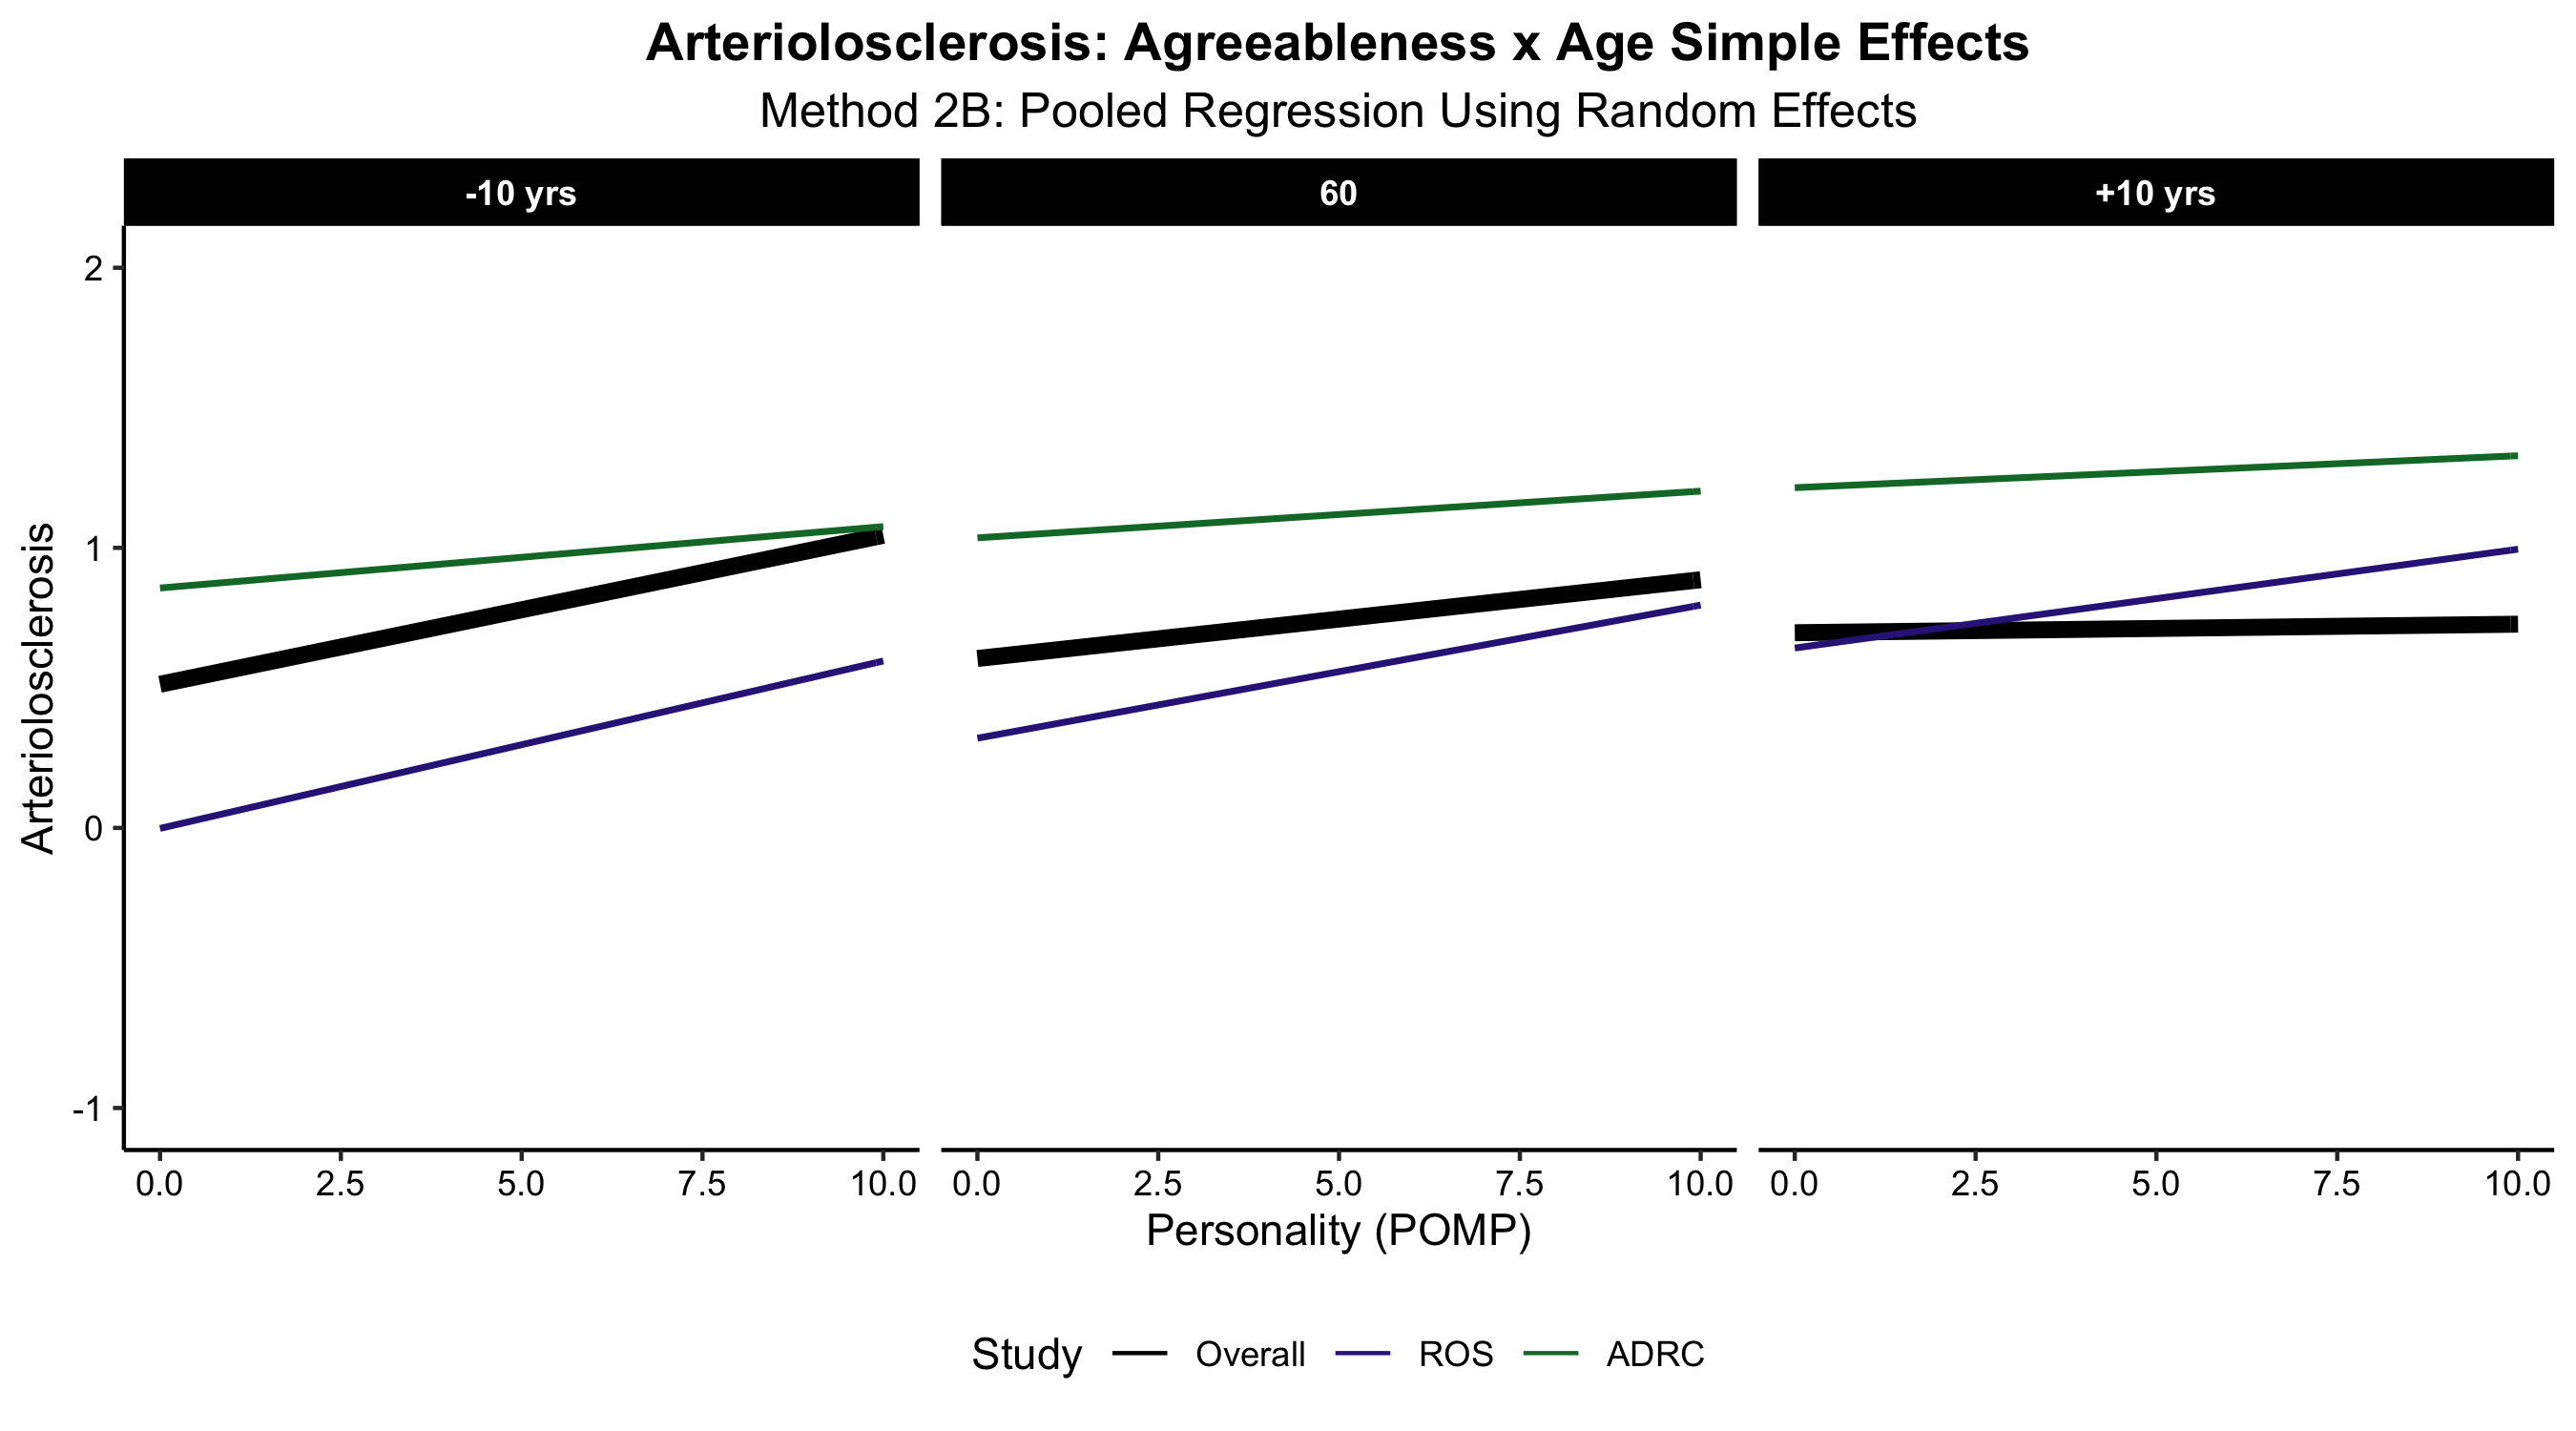 Arteriolosclerosis: Agreeableness x Age Simple Effects
Method 2B: Pooled Regression Using Random Effects
-10 yrs 60 +10 yrs
Arteriolosclerosis
2
1
0
-1
0.0 2.5 5.0 7.5 10.0 0.0 2.5 5.0 7.5 10.0 0.0 2.5 5.0 7.5 10.0
Personality (POMP)
Study Overall ROS ADRC